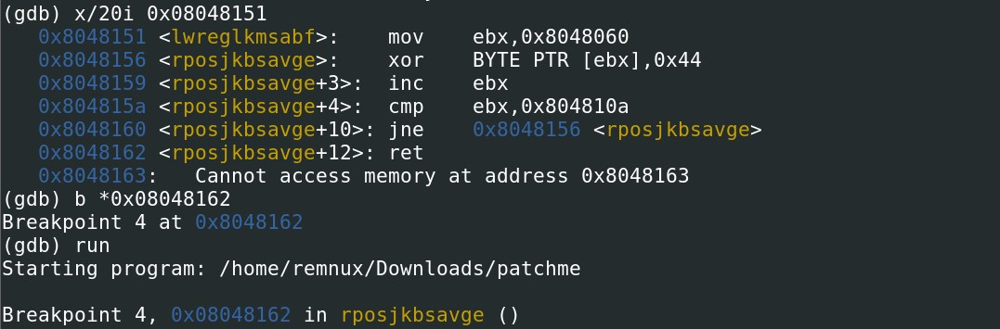 (gdb) x/20i 0x08048151
   0x8048151 <lwreglkmsabf>:    mov    ebx,0x8048060
   0x8048156 <rposjkbsavge>:    xor    BYTE PTR [ebx],0x44
   0x8048159 <rposjkbsavge+3>:  inc    ebx
   0x804815a <rposjkbsavge+4>:  cmp    ebx,0x804810a
   0x8048160 <rposjkbsavge+10>: jne    0x8048156 <rposjkbsavge>
   0x8048162 <rposjkbsavge+12>: ret
   0x8048163:   Cannot access memory at address 0x8048163
(gdb) b *0x08048162
Breakpoint 4 at 0x8048162
(gdb) run
Starting program: /home/remnux/Downloads/patchme
Breakpoint 4, 0x08048162 in rposjkbsavge ()